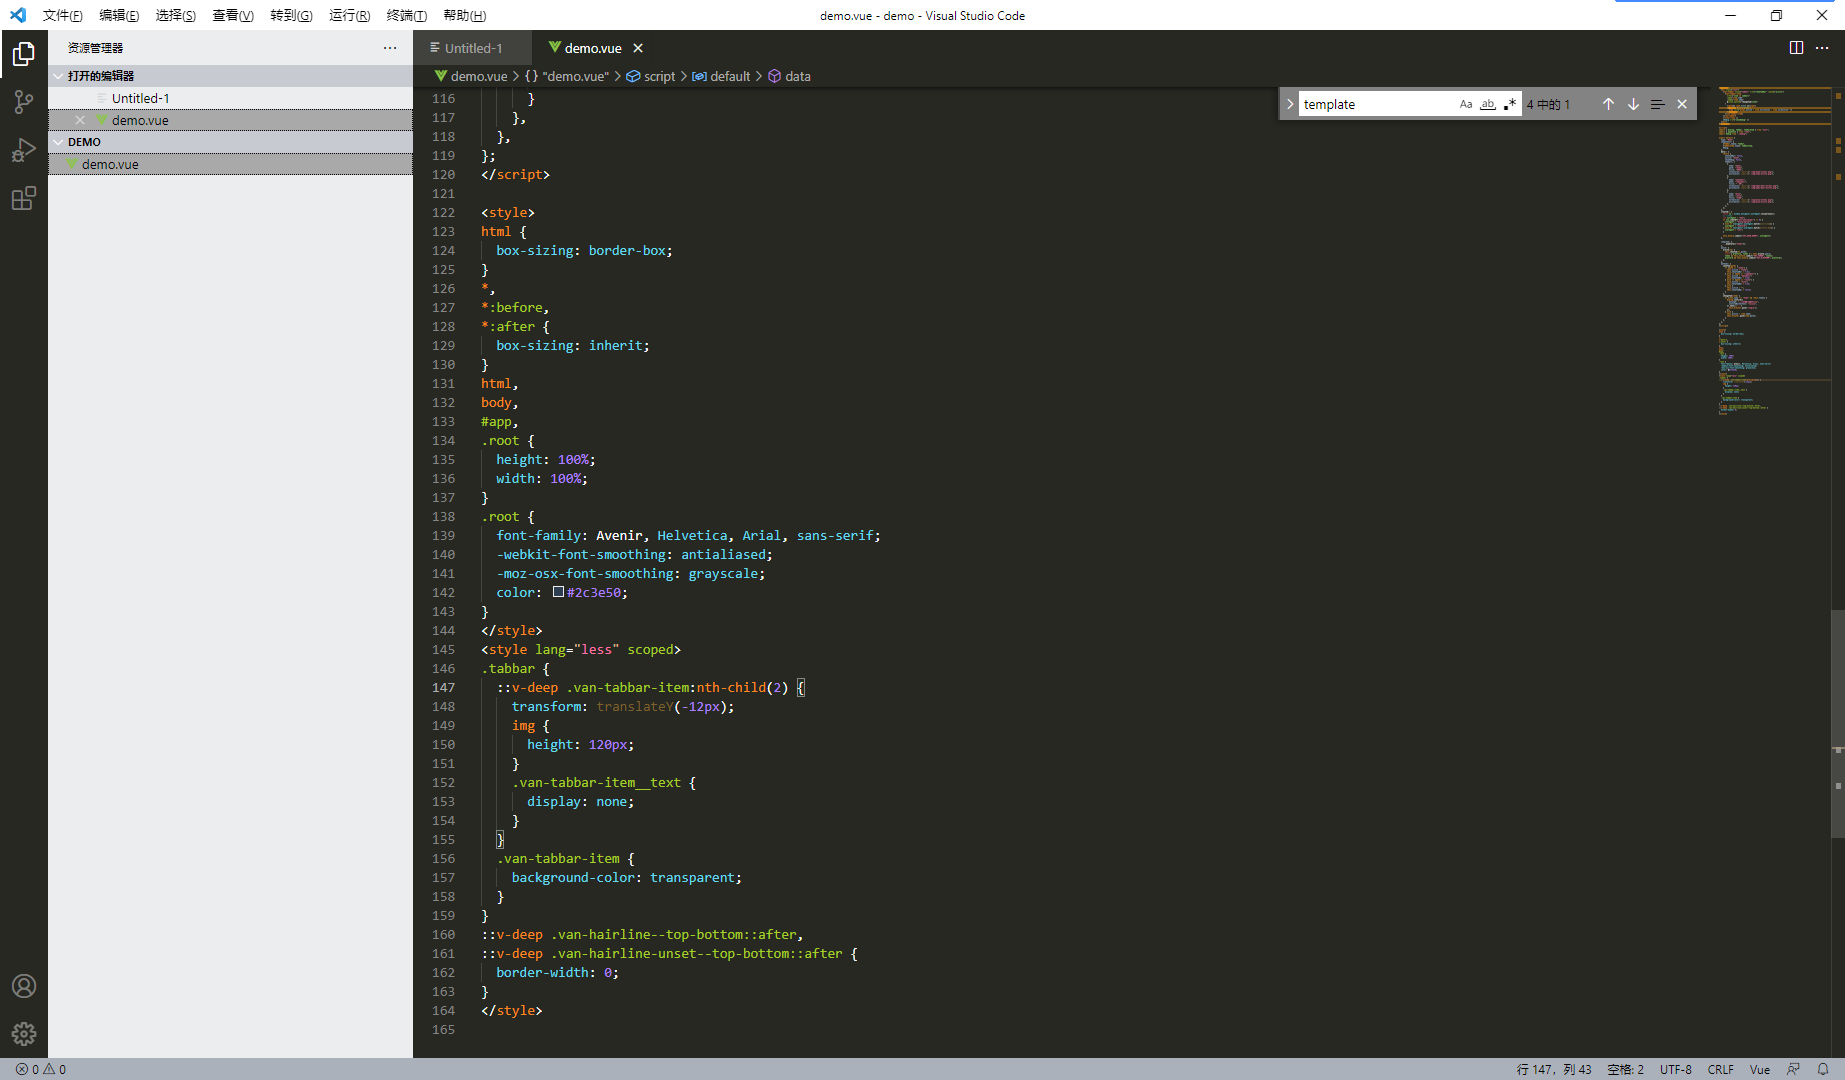 文件(F) 编辑(E) 选择(S) 查看(V) 转到(G) 运行(R) 终端(T) 帮助(H)
demo.vue - demo - Visual Studio Code
资源管理器
打开的编辑器
Untitled-1
demo.vue
DEMO
demo.vue
Untitled-1
demo.vue
demo.vue > {} "demo.vue" > script > default > data
template
Aa ab .* 4 中的 1
116 }
117 },
118 },
119 };
120 </script>
121
122 <style>
123 html {
124 box-sizing: border-box;
125 }
126 *,
127 *:before,
128 *:after {
129 box-sizing: inherit;
130 }
131 html,
132 body,
133 #app,
134 .root {
135 height: 100%;
136 width: 100%;
137 }
138 .root {
139 font-family: Avenir, Helvetica, Arial, sans-serif;
140 -webkit-font-smoothing: antialiased;
141 -moz-osx-font-smoothing: grayscale;
142 color: #2c3e50;
143 }
144 </style>
145 <style lang="less" scoped>
146 .tabbar {
147 ::v-deep .van-tabbar-item:nth-child(2) {
148 transform: translateY(-12px);
149 img {
150 height: 120px;
151 }
152 .van-tabbar-item__text {
153 display: none;
154 }
155 }
156 .van-tabbar-item {
157 background-color: transparent;
158 }
159 }
160 ::v-deep .van-hairline--top-bottom::after,
161 ::v-deep .van-hairline-unset--top-bottom::after {
162 border-width: 0;
163 }
164 </style>
165
0 0
行 147，列 43 空格: 2 UTF-8 CRLF Vue